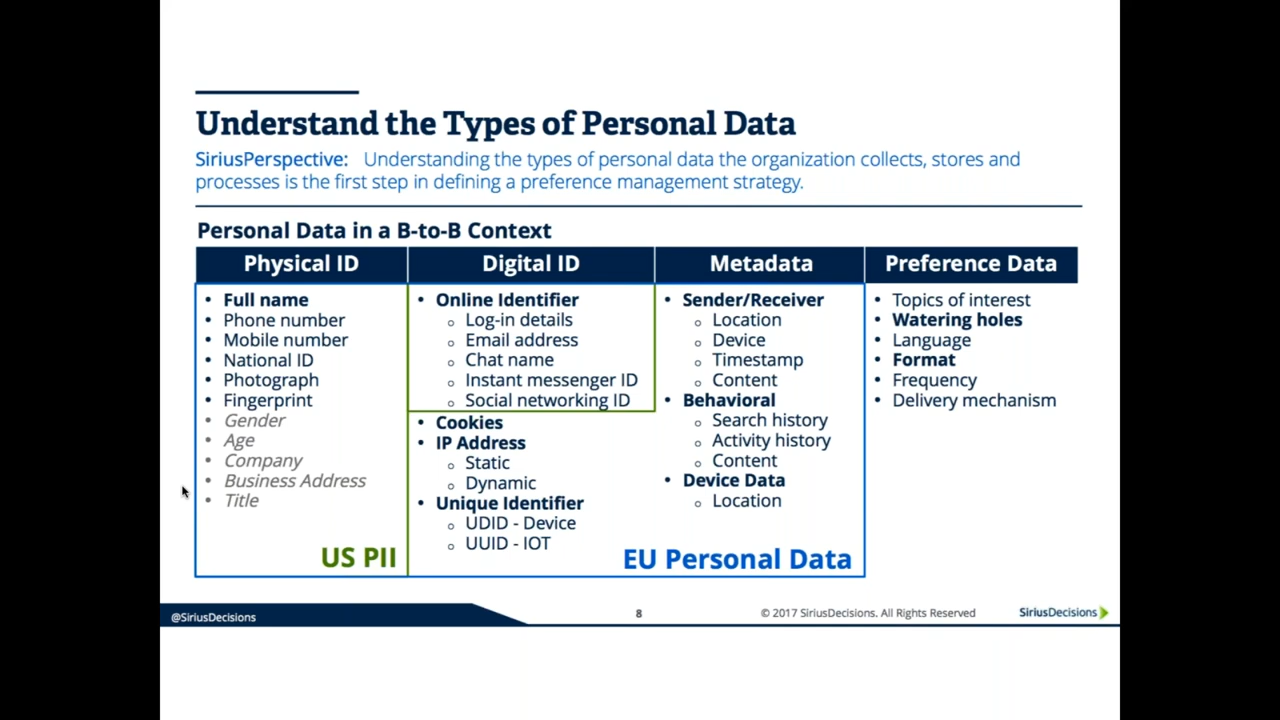 Understand the Types of Personal Data
SiriusPerspective: Understanding the types of personal data the organization collects, stores and
processes is the first step in defining a preference management strategy.
Personal Data in a B-to-B Context
Physical ID
• Full name
• Phone number
• Mobile number
• National ID
• Photograph
• Fingerprint
• Gender
• Age
• Company
• Business Address
• Title
US PII
Digital ID
• Online Identifier
o Log-in details
o Email address
o Chat name
o Instant messenger ID
o Social networking ID
• Cookies
• IP Address
o Static
o Dynamic
• Unique Identifier
o UDID - Device
o UUID - IOT
Metadata
• Sender/Receiver
o Location
o Device
o Timestamp
o Content
• Behavioral
o Search history
o Activity history
o Content
• Device Data
o Location
EU Personal Data
Preference Data
• Topics of interest
• Watering holes
• Language
• Format
• Frequency
• Delivery mechanism
@SiriusDecisions
8
© 2017 SiriusDecisions. All Rights Reserved
SiriusDecisions